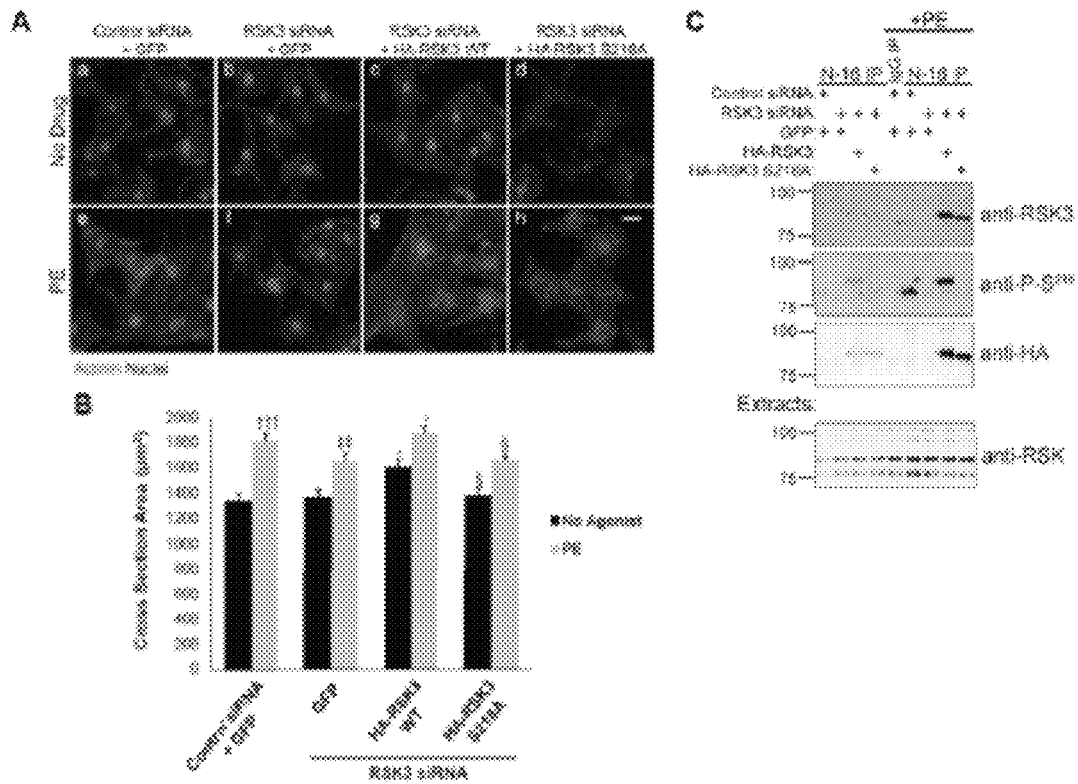 A
Control siRNA + GFP
RSK3 siRNA + GFP
RSK3 siRNA + HA-RSK3 WT
RSK3 siRNA + HA-RSK3 S218A
No Drug
a
b
c
d
PE
e
f
g
h
Actinin Nuclei
B
Cross Section Area (µm²)
2000
1800
1600
1400
1200
1000
800
600
400
200
0
No Agonist
PE
Control siRNA + GFP
GFP
HA-RSK3 WT
HA-RSK3 S218A
RSK3 siRNA
C
+PE
N-16 IP
N-16 IP
Control siRNA
RSK3 siRNA
GFP
HA-RSK3
HA-RSK3 S218A
100
75
anti-RSK3
100
75
anti-P-S
100
75
anti-HA
Extracts:
100
75
anti-RSK